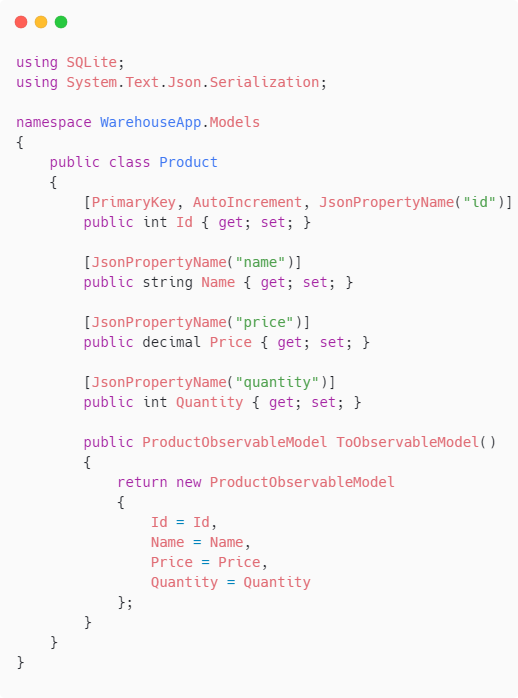 using SQLite;
using System.Text.Json.Serialization;

namespace WarehouseApp.Models
{
    public class Product
    {
        [PrimaryKey, AutoIncrement, JsonPropertyName("id")]
        public int Id { get; set; }

        [JsonPropertyName("name")]
        public string Name { get; set; }

        [JsonPropertyName("price")]
        public decimal Price { get; set; }

        [JsonPropertyName("quantity")]
        public int Quantity { get; set; }

        public ProductObservableModel ToObservableModel()
        {
            return new ProductObservableModel
            {
                Id = Id,
                Name = Name,
                Price = Price,
                Quantity = Quantity
            };
        }
    }
}